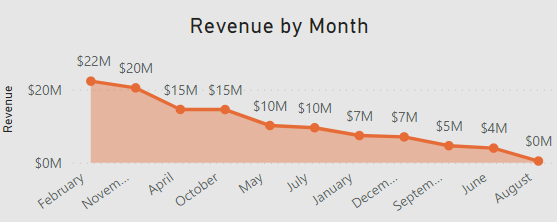 Revenue by Month
Revenue
$20M
$0M
$22M
$20M
$15M
$15M
$10M
$10M
$7M
$7M
$5M
$4M
$0M
February
Novem...
April
October
May
July
January
Decem...
Septem...
June
August